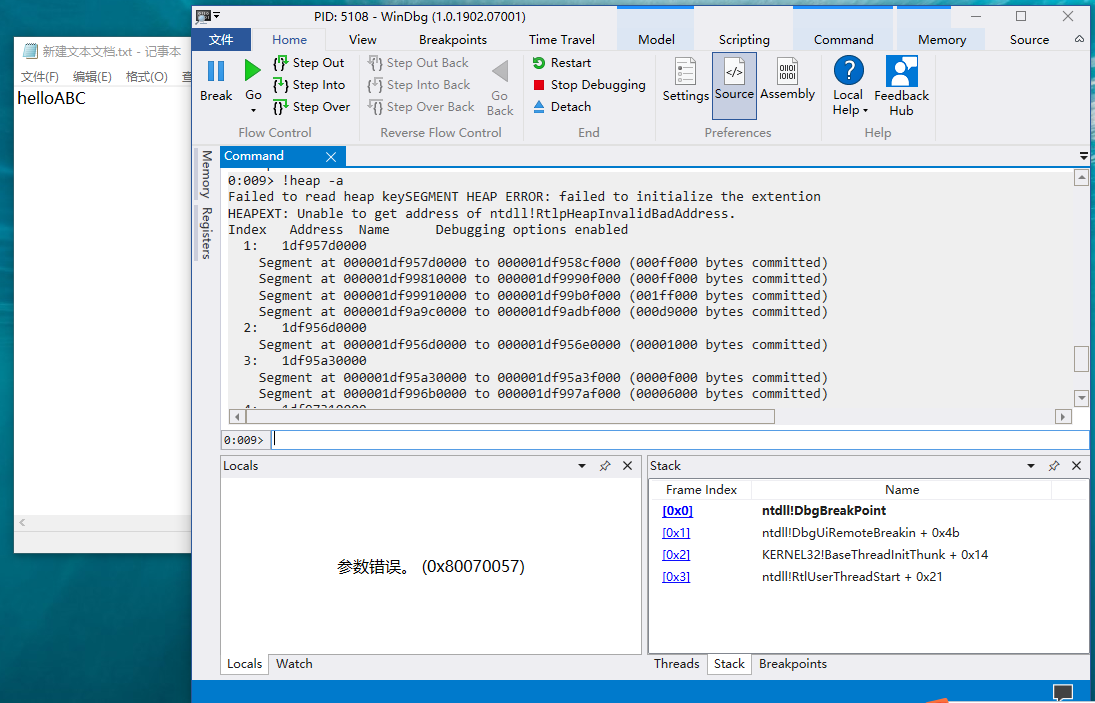 PID: 5108 - WinDbg (1.0.1902.07001)
文件 Home View Breakpoints Time Travel Model Scripting Command Memory Source
新建文本文档.txt - 记事本
文件(F) 编辑(E) 格式(O)
helloABC
Break
Go
Step Out
Step Into
Step Over
Flow Control
Step Out Back
Step Into Back
Step Over Back
Go
Back
Reverse Flow Control
Restart
Stop Debugging
Detach
End
Settings Source Assembly
Preferences
Local
Help
Feedback
Hub
Help
Memory
Registers
Command
0:009> !heap -a
Failed to read heap keySEGMENT HEAP ERROR: failed to initialize the extention
HEAPEXT: Unable to get address of ntdll!RtlpHeapInvalidBadAddress.
Index   Address  Name      Debugging options enabled
  1:   1df957d0000
    Segment at 000001df957d0000 to 000001df958cf000 (000ff000 bytes committed)
    Segment at 000001df99810000 to 000001df9990f000 (000ff000 bytes committed)
    Segment at 000001df99910000 to 000001df99b0f000 (001ff000 bytes committed)
    Segment at 000001df9a9c0000 to 000001df9adbf000 (000d9000 bytes committed)
  2:   1df956d0000
    Segment at 000001df956d0000 to 000001df956e0000 (00001000 bytes committed)
  3:   1df95a30000
    Segment at 000001df95a30000 to 000001df95a3f000 (0000f000 bytes committed)
    Segment at 000001df996b0000 to 000001df997af000 (00006000 bytes committed)
0:009>
Locals
参数错误。 (0x80070057)
Locals Watch
Stack
Frame Index Name
[0x0] ntdll!DbgBreakPoint
[0x1] ntdll!DbgUiRemoteBreakin + 0x4b
[0x2] KERNEL32!BaseThreadInitThunk + 0x14
[0x3] ntdll!RtlUserThreadStart + 0x21
Threads Stack Breakpoints